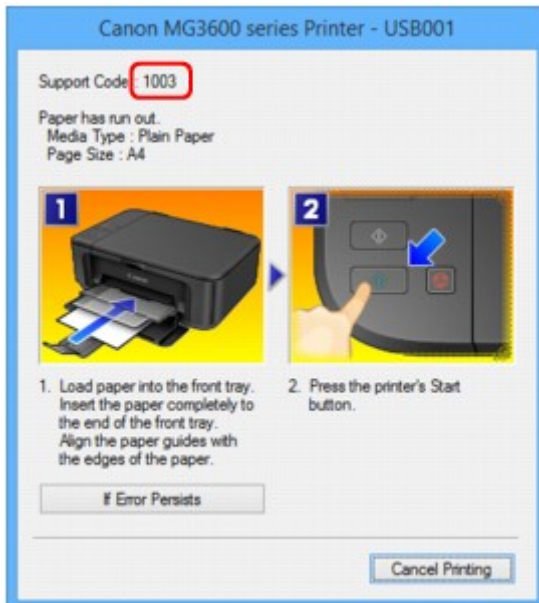 Canon MG3600 series Printer - USB001
Support Code : 1003
Paper has run out.
Media Type : Plain Paper
Page Size : A4
1
2
1. Load paper into the front tray.
Insert the paper completely to
the end of the front tray.
Align the paper guides with
the edges of the paper.
2. Press the printer's Start
button.
If Error Persists
Cancel Printing